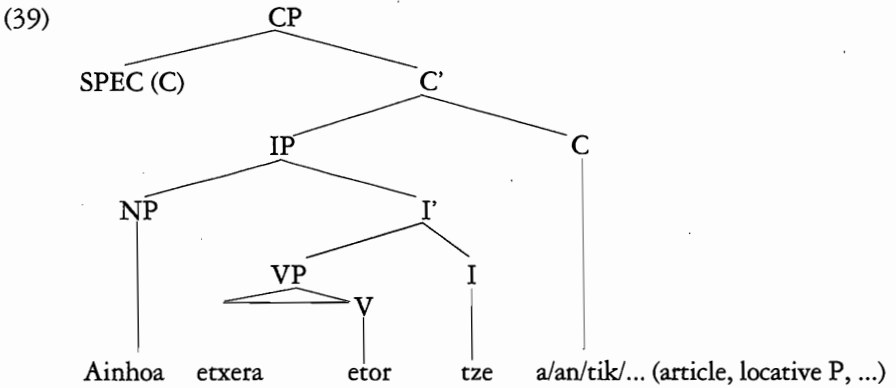 (39) CP
SPEC (C) C’
IP C
NP I’
VP I
V
Ainhoa etxera etor tze a/an/tik/... (article, locative P, ...)